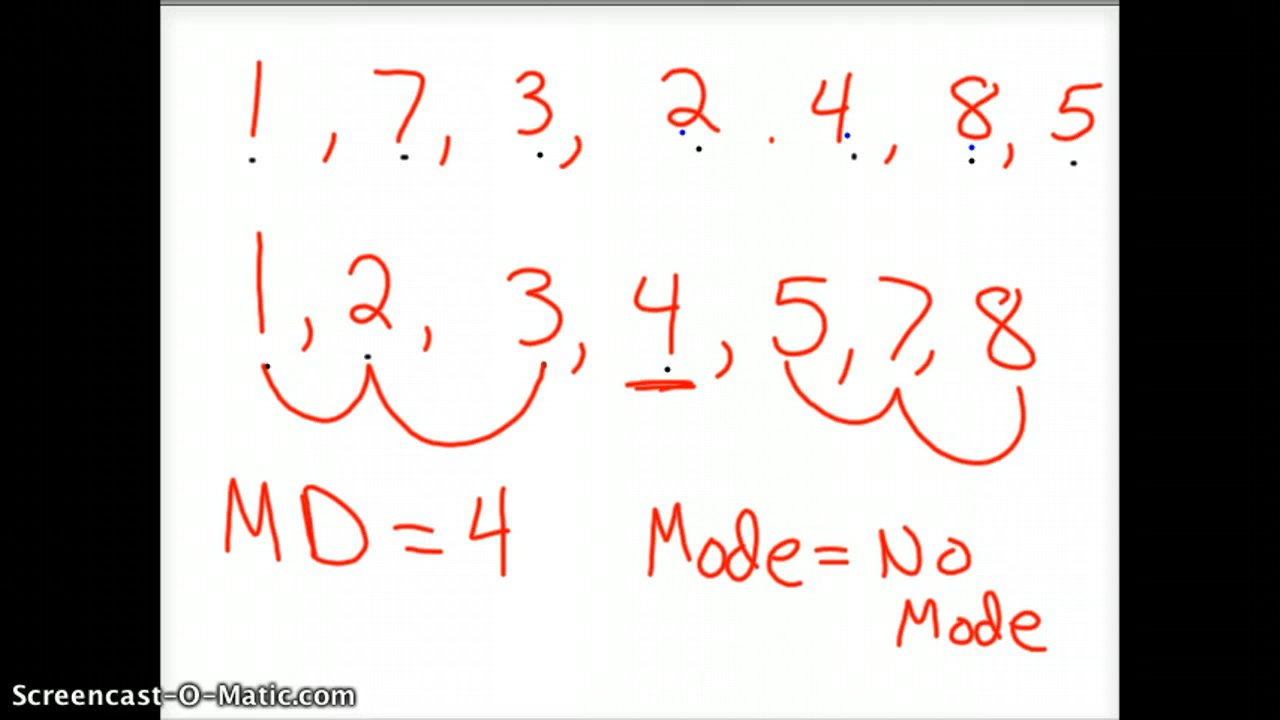 1, 7, 3, 2. 4, 8, 5
1, 2, 3, 4, 5, 7, 8
MD = 4
Mode = No
Mode
Screencast-O-Matic.com